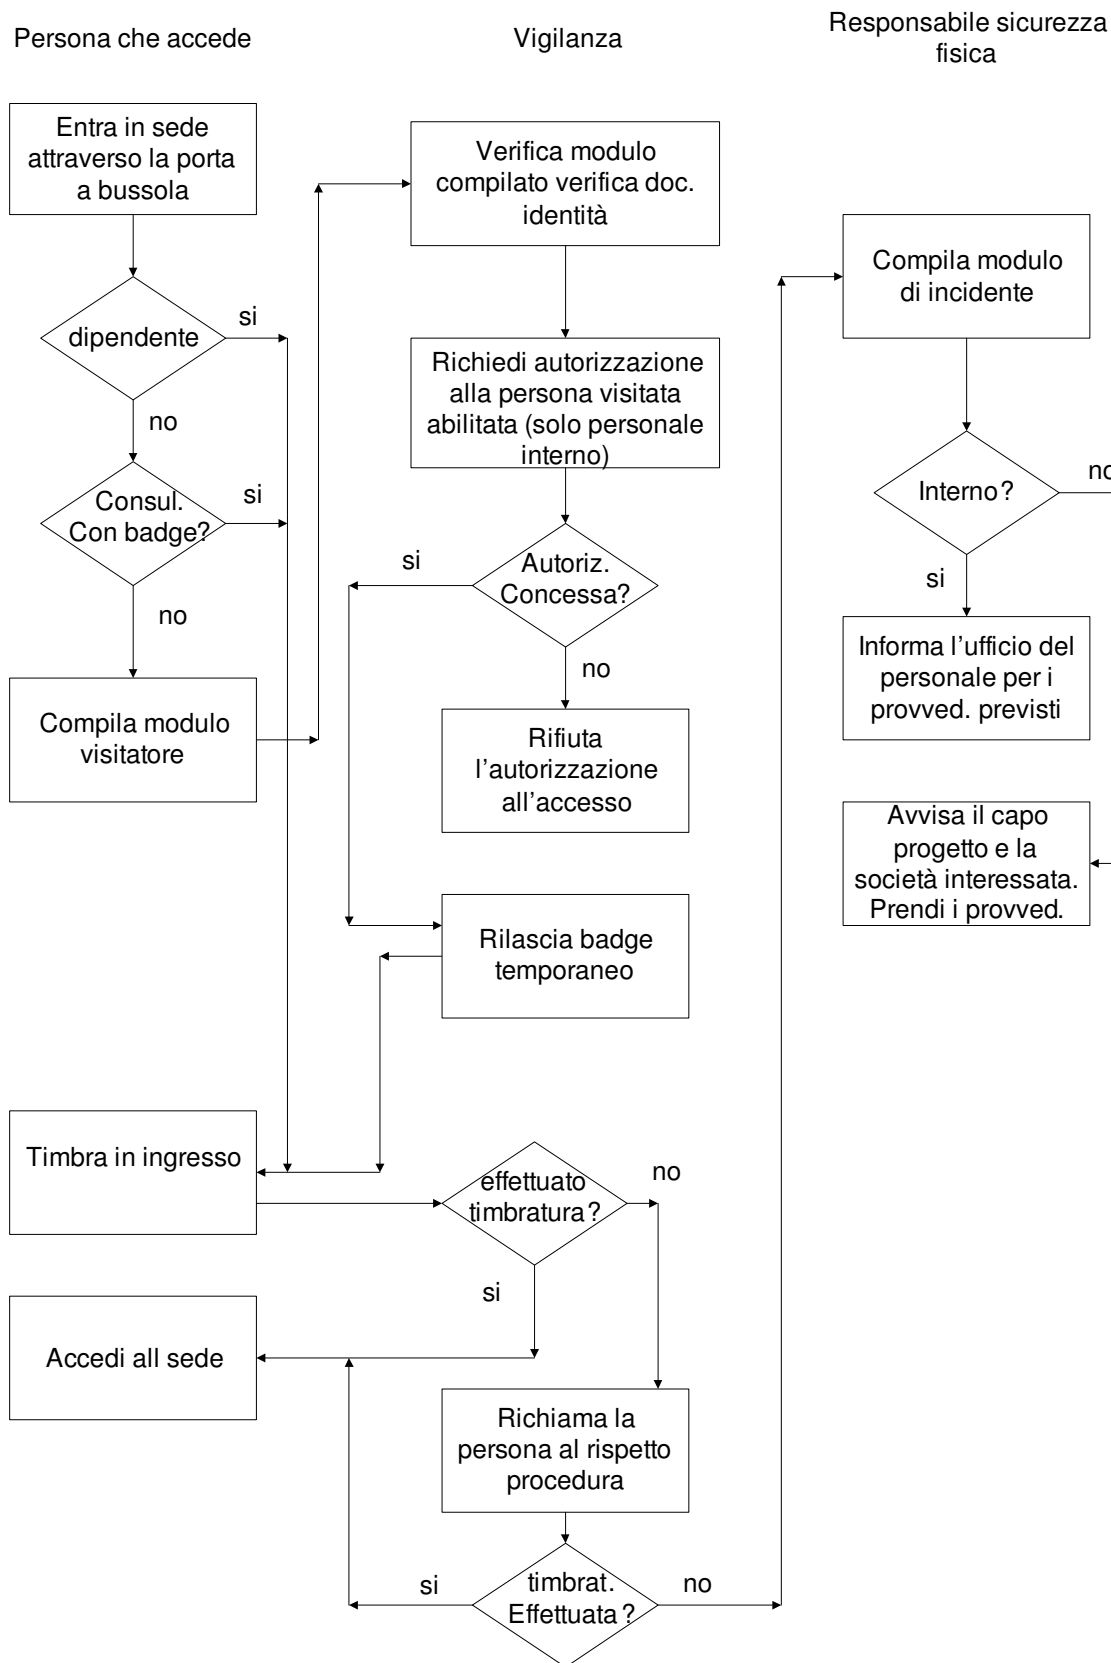 Persona che accede
Vigilanza
Responsabile sicurezza
fisica
Entra in sede
attraverso la porta
a bussola
dipendente
si
no
Consul.
Con badge?
si
no
Compila modulo
visitatore
Timbra in ingresso
Accedi all sede
Verifica modulo
compilato verifica doc.
identità
Richiedi autorizzazione
alla persona visitata
abilitata (solo personale
interno)
Autoriz.
Concessa?
si
no
Rifiuta
l'autorizzazione
all'accesso
Rilascia badge
temporaneo
effettuato
timbratura?
no
si
Richiama la
persona al rispetto
procedura
timbrat.
Effettuata?
si
no
Compila modulo
di incidente
Interno?
no
si
Informa l'ufficio del
personale per i
provved. previsti
Avvisa il capo
progetto e la
società interessata.
Prendi i provved.